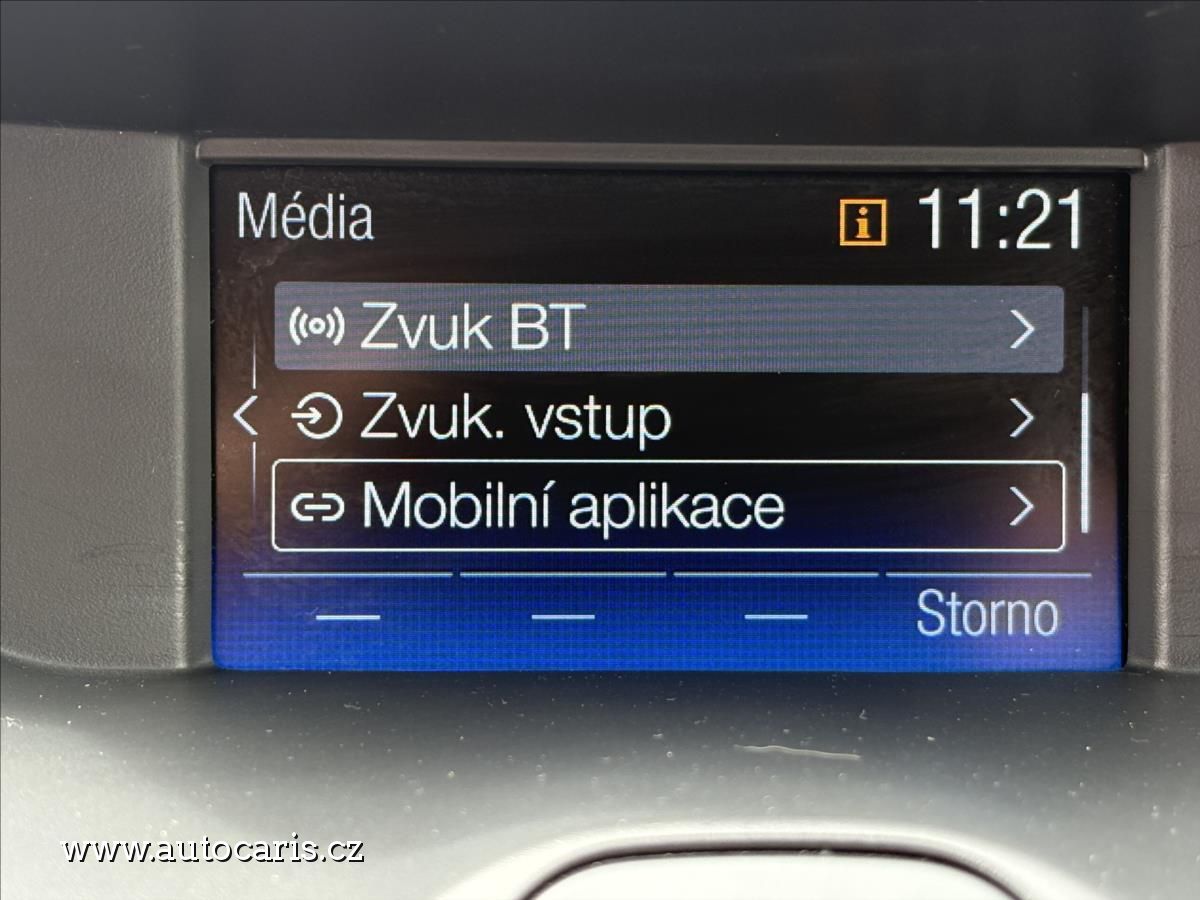 Média
11:21
Zvuk BT
Zvuk. vstup
Mobilní aplikace
Storno
www.autocaris.cz